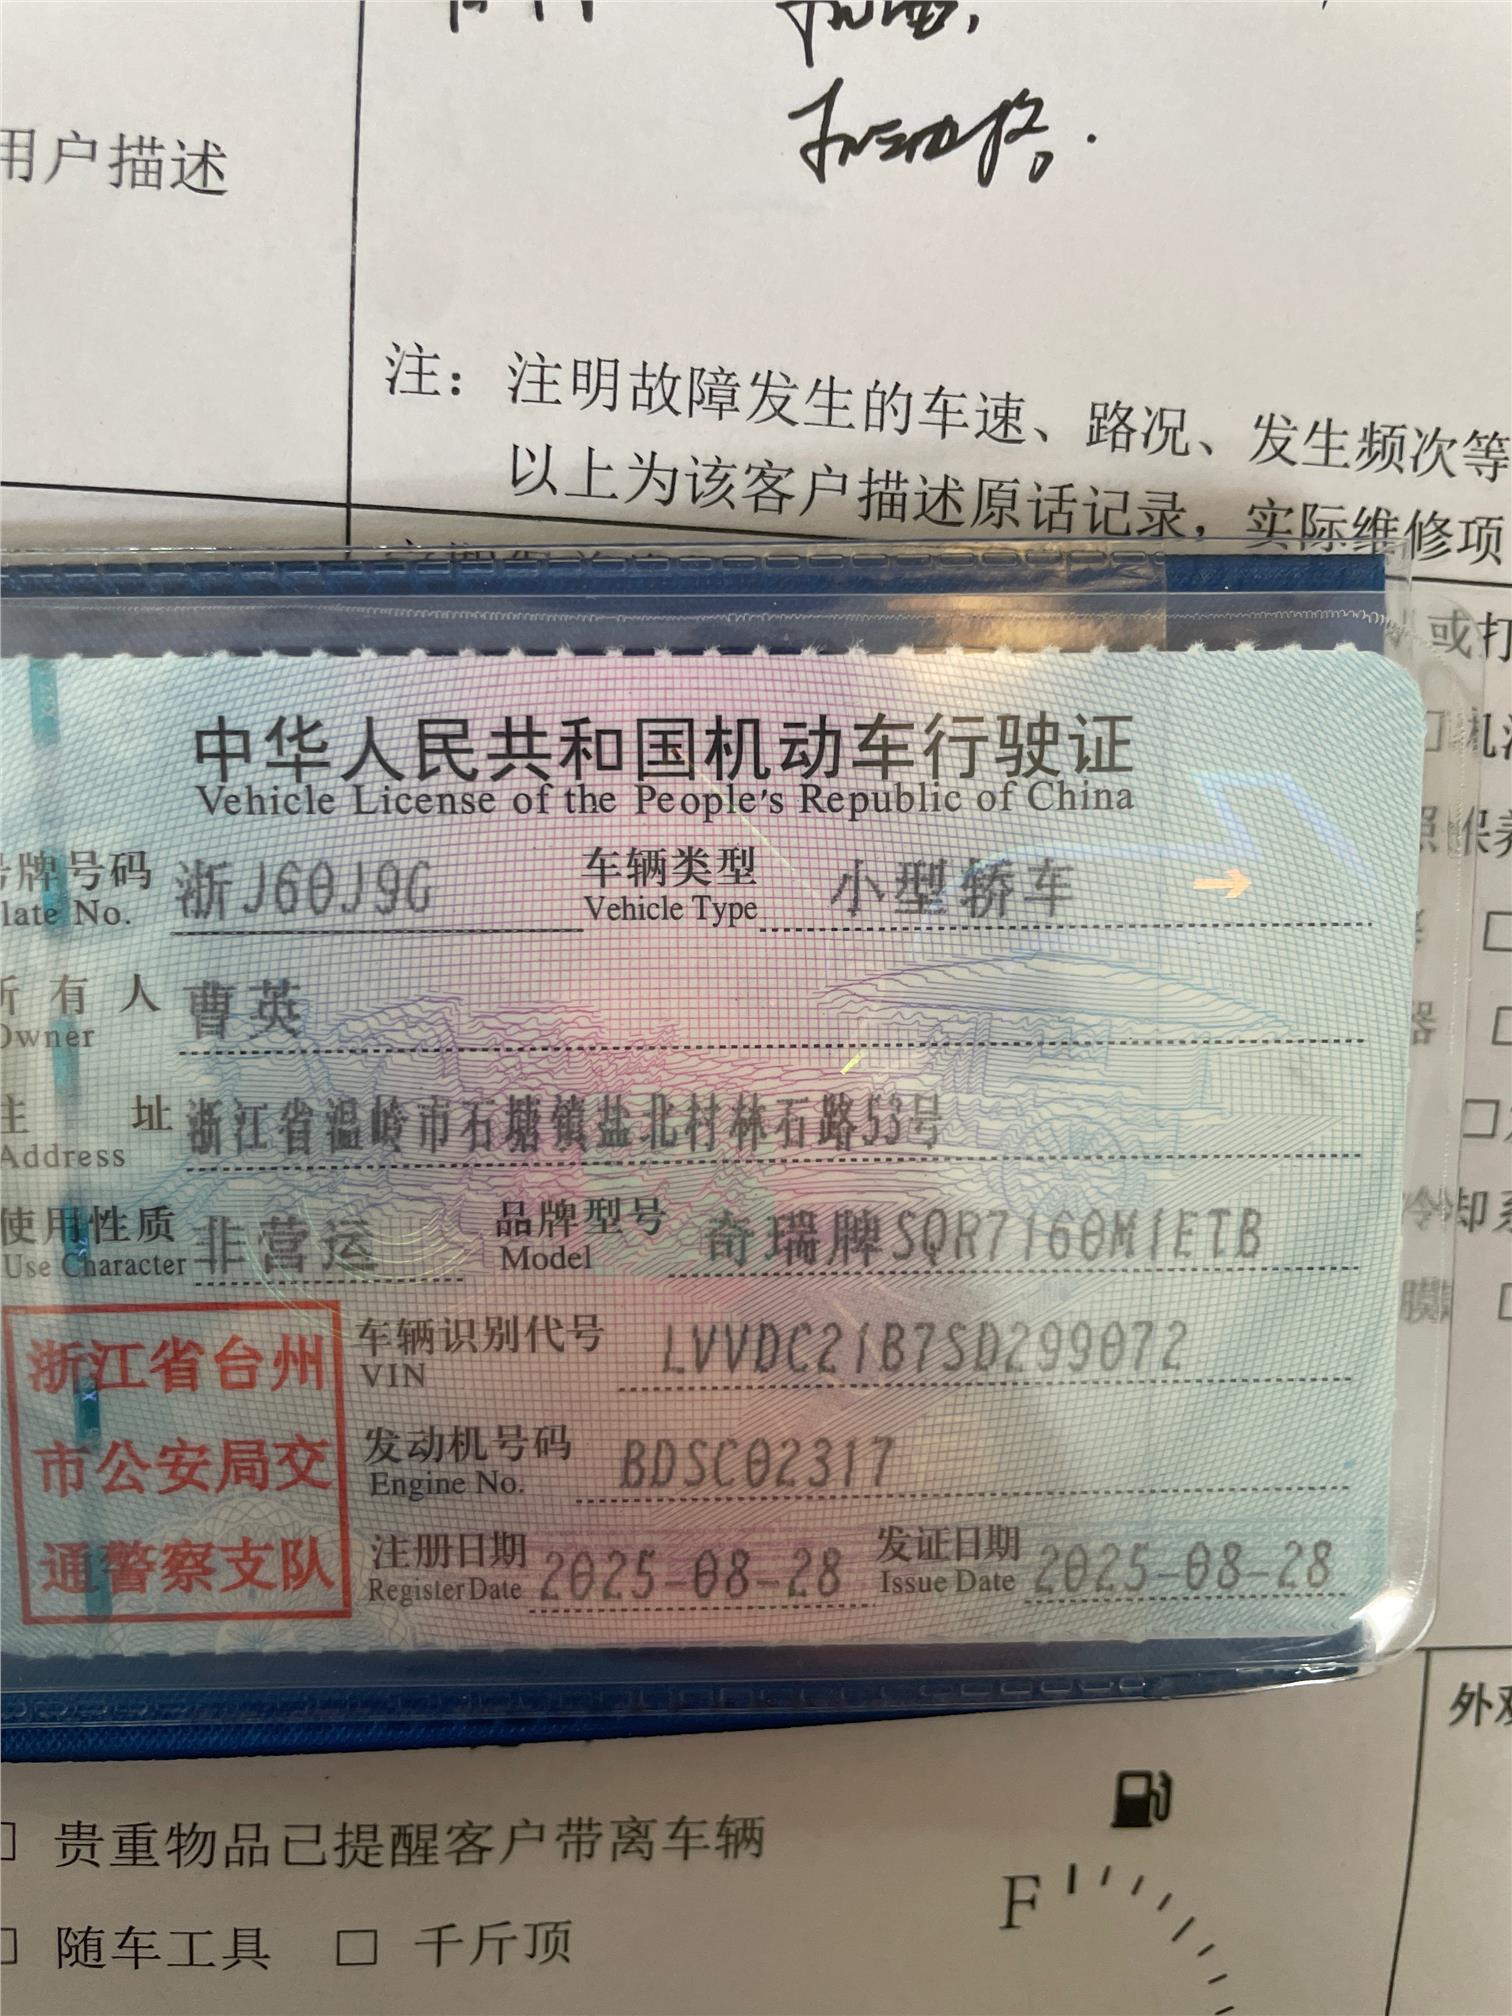 用户描述
注：注明故障发生的车速、路况、发生频次等
以上为该客户描述原话记录，实际维修项
或打
中华人民共和国机动车行驶证
Vehicle License of the People's Republic of China
号牌号码 浙J60J9G 车辆类型 小型轿车
late No. Vehicle Type
所有人 曹英
Owner
住址 浙江省温岭市石塘镇盐北村林石路53号
Address
使用性质 非营运 品牌型号 奇瑞牌SQR7160M1ETB
Use Character Model
浙江省台州
市公安局交
通警察支队
车辆识别代号 LVVDC21B7SD299072
VIN
发动机号码 BDSC02317
Engine No.
注册日期 2025-08-28 发证日期 2025-08-28
Register Date Issue Date
保养
器
却系
膜
外观
□ 贵重物品已提醒客户带离车辆
□ 随车工具 □ 千斤顶
F